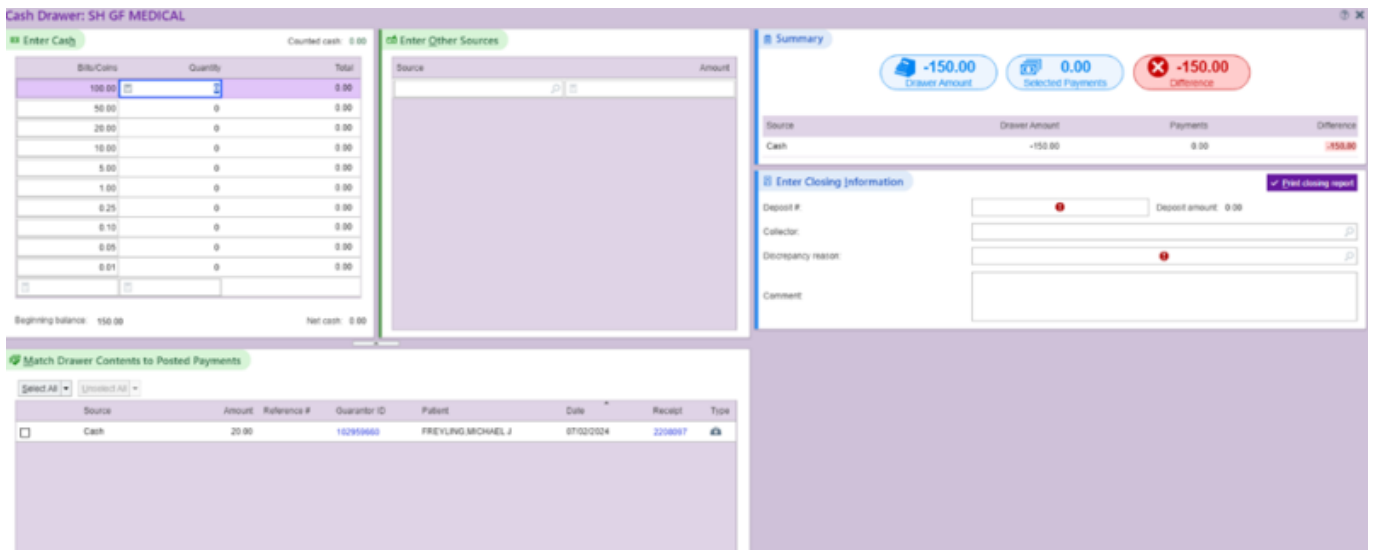 Cash Drawer: SH GF MEDICAL
Enter Cash
Counted cash: 0.00
Bills/Coins Quantity Total
100.00 0.00
50.00 0 0.00
20.00 0 0.00
10.00 0 0.00
5.00 0 0.00
1.00 0 0.00
0.25 0 0.00
0.10 0 0.00
0.05 0 0.00
0.01 0 0.00
Beginning balance: 150.00 Net cash: 0.00
Enter Other Sources
Source Amount
Summary
-150.00
Drawer Amount
0.00
Selected Payments
-150.00
Difference
Source Drawer Amount Payments Difference
Cash -150.00 0.00 -150.00
Enter Closing Information
Print closing report
Deposit #: Deposit amount: 0.00
Collector:
Discrepancy reason:
Comment:
Match Drawer Contents to Posted Payments
Select All Unselect All
Source Amount Reference # Guarantor ID Patient Date Receipt Type
Cash 20.00 102959660 FREYLING,MICHAEL J 07/02/2024 2208097